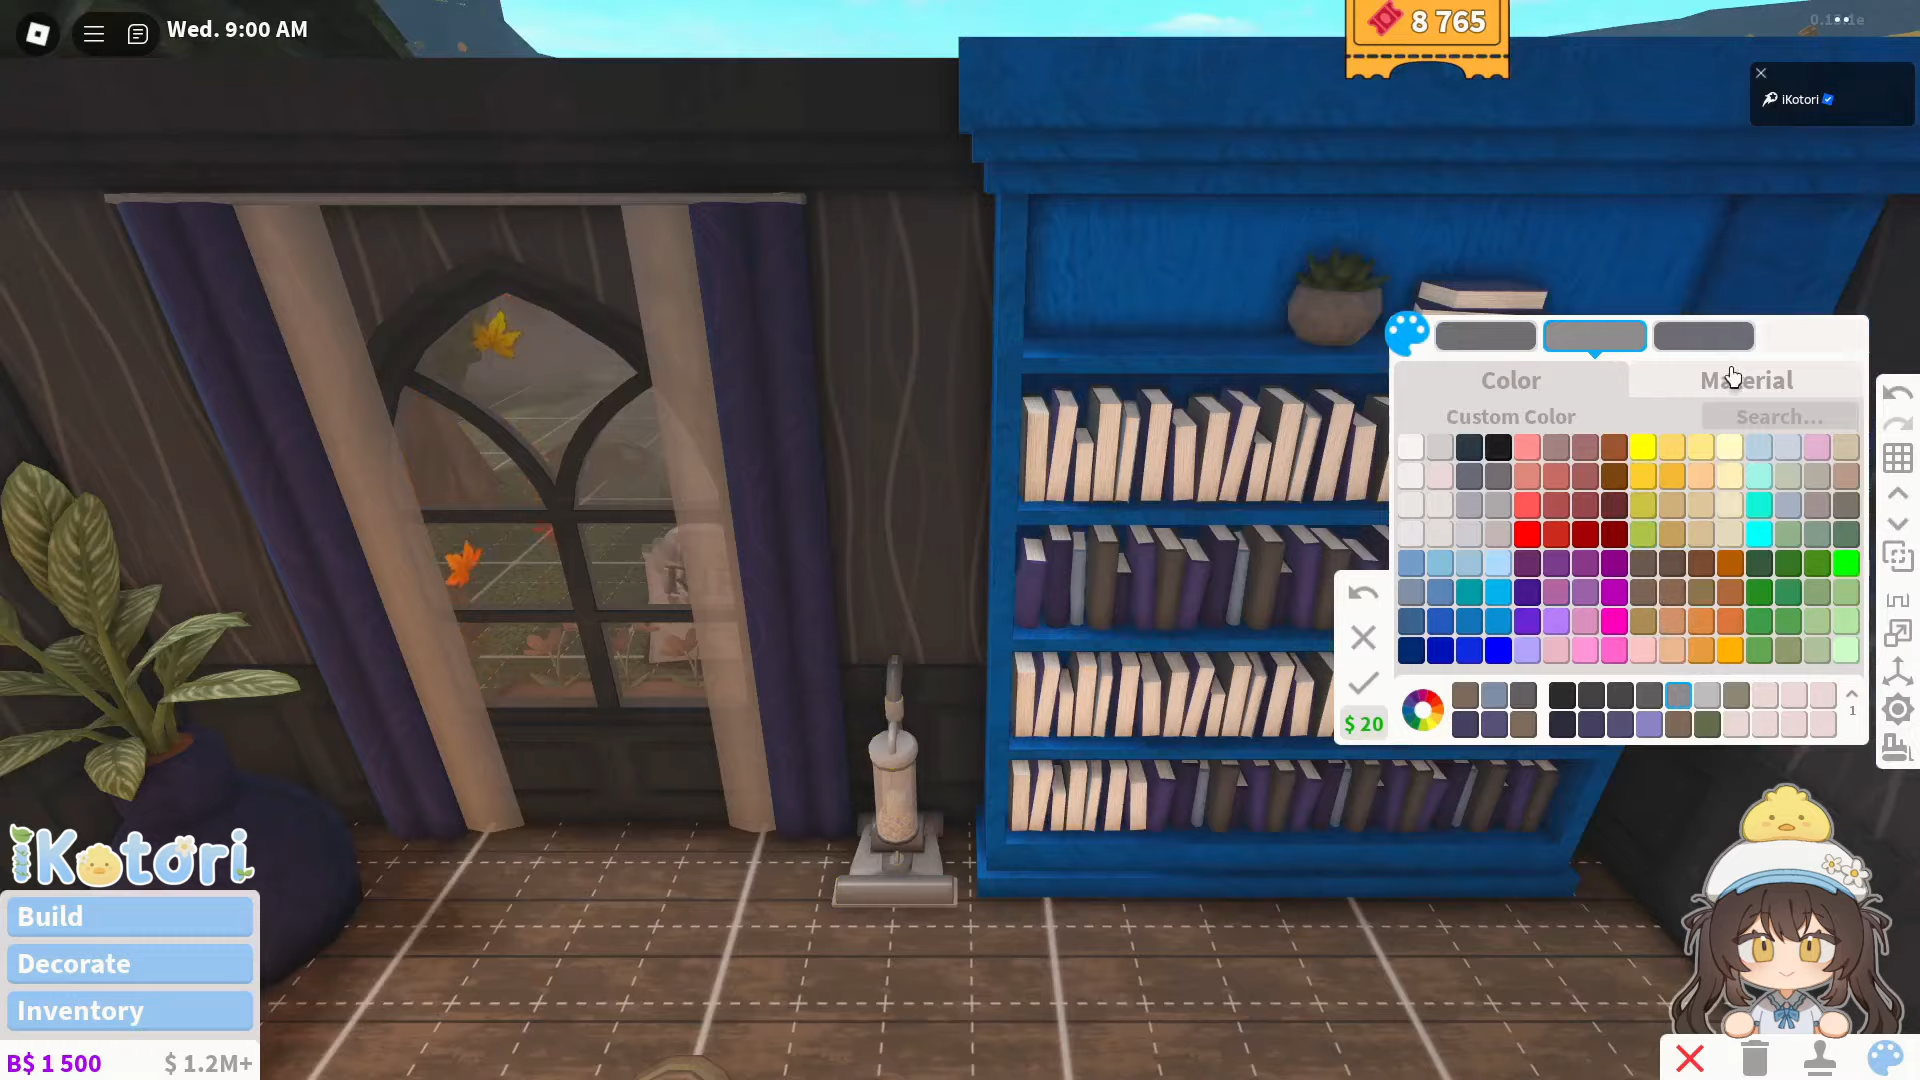 Wed. 9:00 AM
8 765
iKotori
Color
Material
Custom Color
Search...
1
$ 20
iKotori
Build
Decorate
Inventory
B$ 1 500
$ 1.2M+